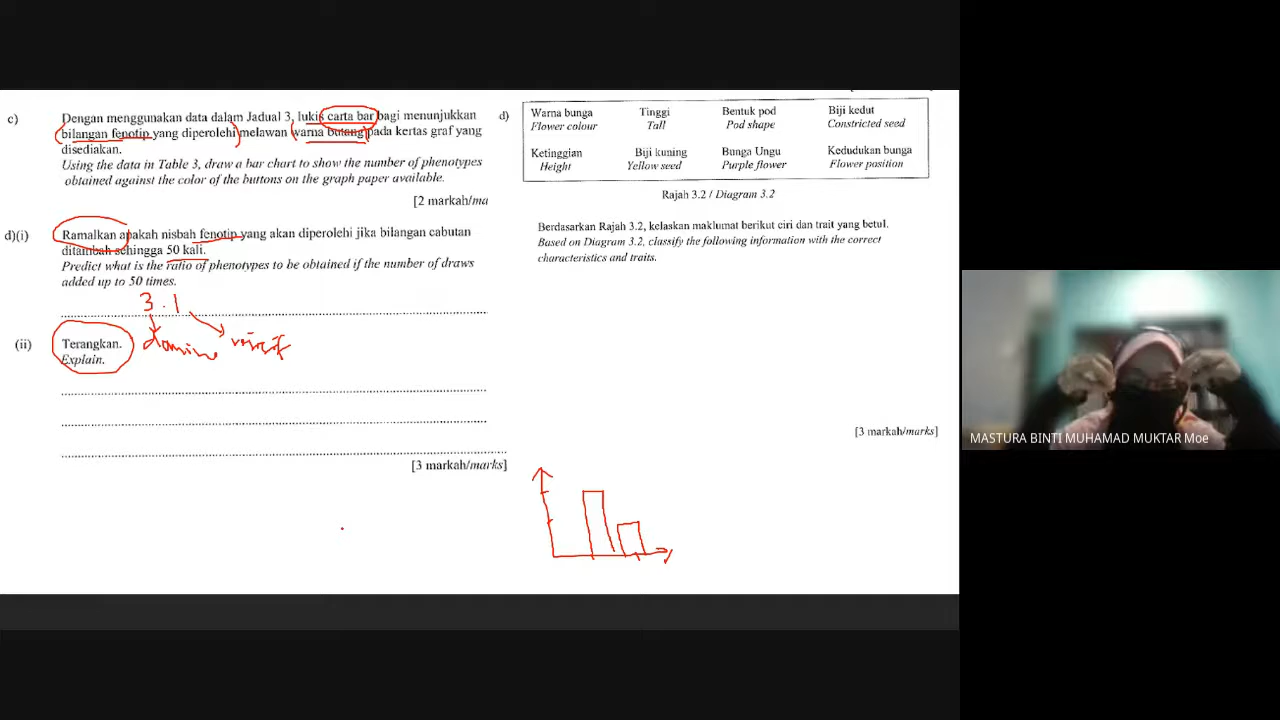 c) Dengan menggunakan data dalam Jadual 3, lukis carta bar bagi menunjukkan
bilangan fenotip yang diperolehi melawan warna butang pada kertas graf yang
disediakan.
Using the data in Table 3, draw a bar chart to show the number of phenotypes
obtained against the color of the buttons on the graph paper available.
[2 markah/ma
d)(i) Ramalkan apakah nisbah fenotip yang akan diperolehi jika bilangan cabutan
ditambah sehingga 50 kali.
Predict what is the ratio of phenotypes to be obtained if the number of draws
added up to 50 times.
3 . 1
(ii) Terangkan.
Explain.
[3 markah/marks]
d)
Warna bunga Tinggi Bentuk pod Biji kedut
Flower colour Tall Pod shape Constricted seed
Ketinggian Biji kuning Bunga Ungu Kedudukan bunga
Height Yellow seed Purple flower Flower position
Rajah 3.2 / Diagram 3.2
Berdasarkan Rajah 3.2, kelaskan maklumat berikut ciri dan trait yang betul.
Based on Diagram 3.2, classify the following information with the correct
characteristics and traits.
[3 markah/marks]
MASTURA BINTI MUHAMAD MUKTAR Moe